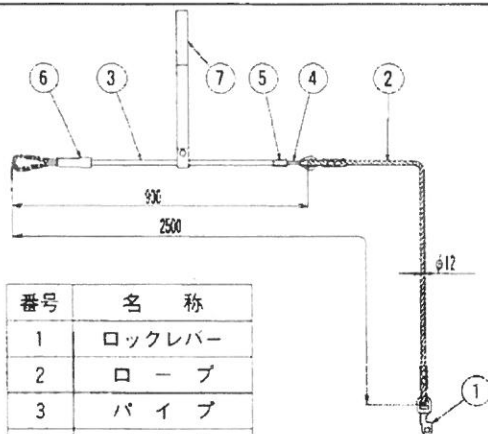 6 3 7 5 4 2
900
2500
φ12
番号 名 称
1 ロックレバー
2 ロ ー プ
3 パ イ プ
1